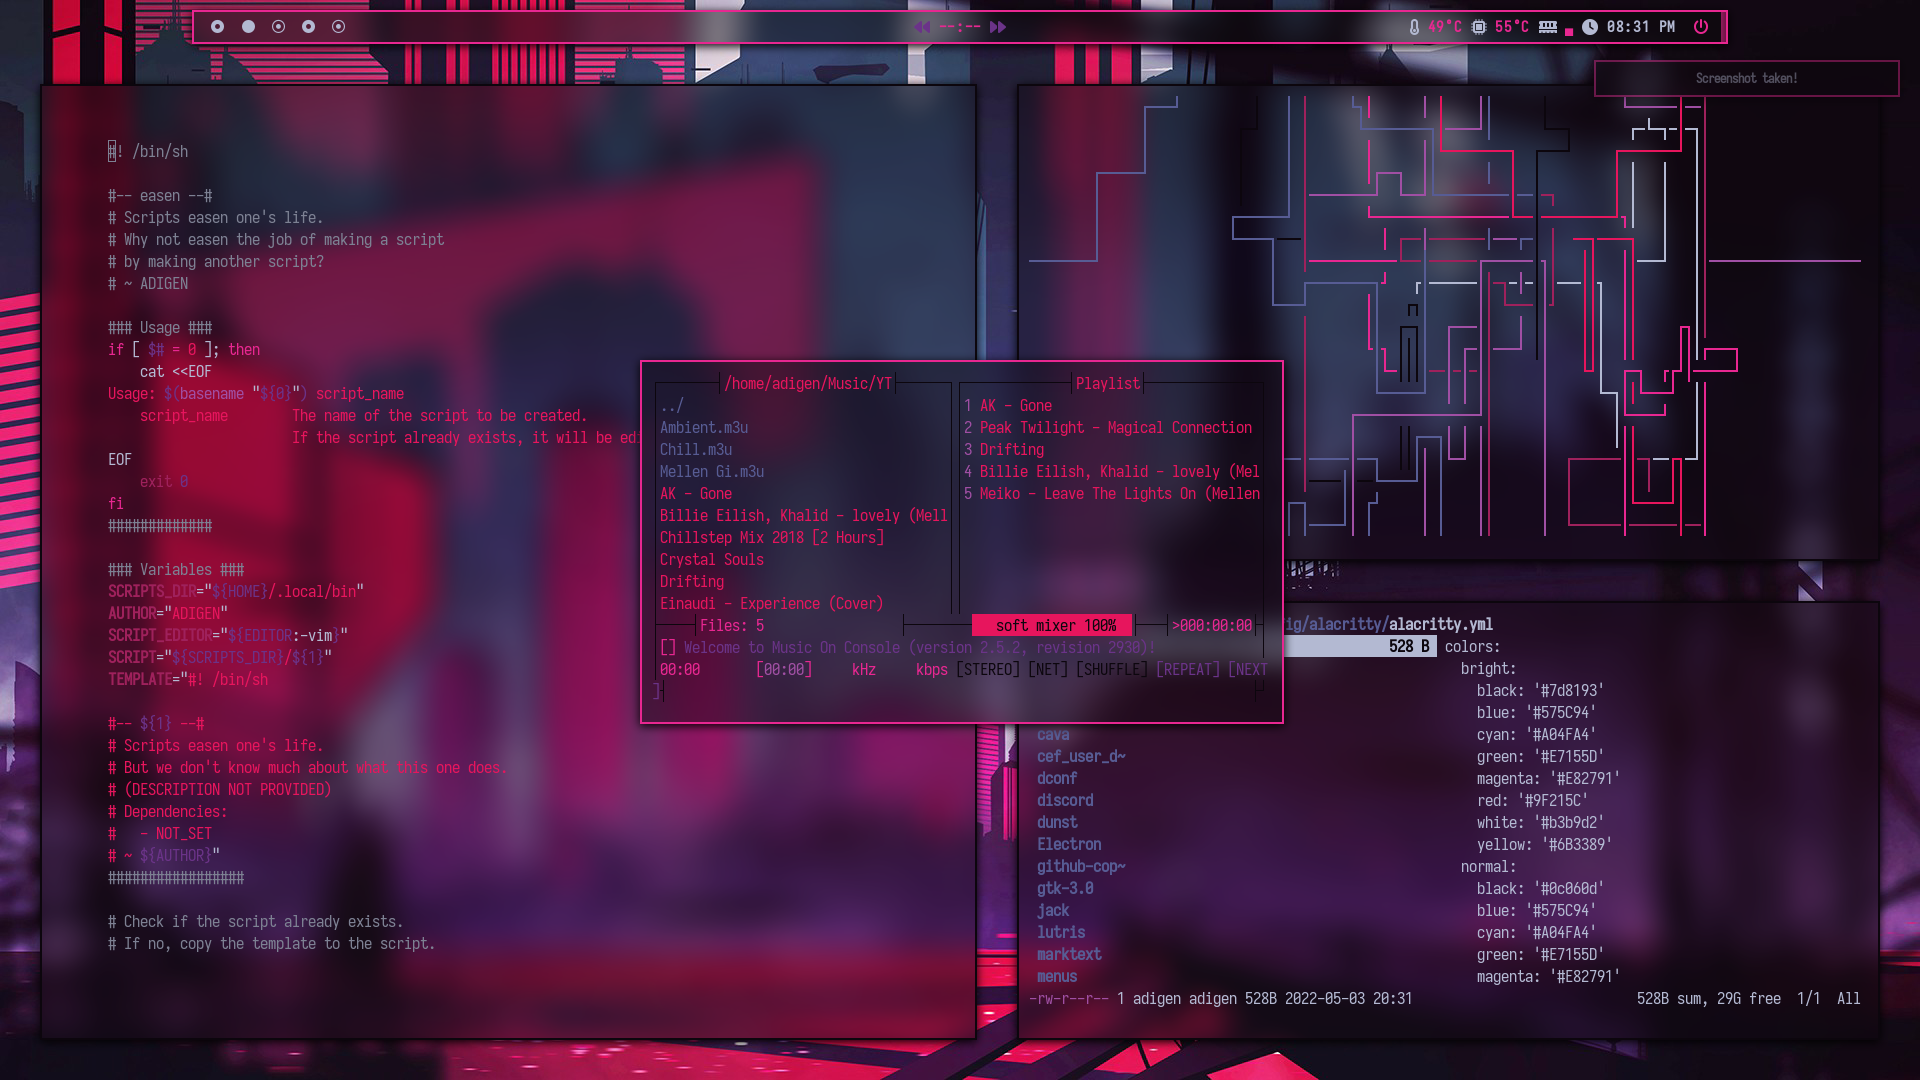 --:--
49°C 55°C 08:31 PM
Screenshot taken!
#! /bin/sh
#-- easen --#
# Scripts easen one's life.
# Why not easen the job of making a script
# by making another script?
# ~ ADIGEN
### Usage ###
if [ $# = 0 ]; then
cat <<EOF
Usage: $(basename "${0}") script_name
script_name The name of the script to be created.
If the script already exists, it will be edi
EOF
exit 0
fi
#############
### Variables ###
SCRIPTS_DIR="${HOME}/.local/bin"
AUTHOR="ADIGEN"
SCRIPT_EDITOR="${EDITOR:-vim}"
SCRIPT="${SCRIPTS_DIR}/${1}"
TEMPLATE="#! /bin/sh
#-- ${1} --#
# Scripts easen one's life.
# But we don't know much about what this one does.
# (DESCRIPTION NOT PROVIDED)
# Dependencies:
#   - NOT_SET
# ~ ${AUTHOR}"
#################
# Check if the script already exists.
# If no, copy the template to the script.
/home/adigen/Music/YT
../
Ambient.m3u
Chill.m3u
Mellen Gi.m3u
AK - Gone
Billie Eilish, Khalid - lovely (Mell
Chillstep Mix 2018 [2 Hours]
Crystal Souls
Drifting
Einaudi - Experience (Cover)
Playlist
1 AK - Gone
2 Peak Twilight - Magical Connection
3 Drifting
4 Billie Eilish, Khalid - lovely (Mel
5 Meiko - Leave The Lights On (Mellen
Files: 5 soft mixer 100% >000:00:00
[] Welcome to Music On Console (version 2.5.2, revision 2930)!
00:00 [00:00] kHz kbps [STEREO] [NET] [SHUFFLE] [REPEAT] [NEXT
]
ig/alacritty/alacritty.yml
528 B
cava
cef_user_d~
dconf
discord
dunst
Electron
github-cop~
gtk-3.0
jack
lutris
marktext
menus
colors:
bright:
black: '#7d8193'
blue: '#575C94'
cyan: '#A04FA4'
green: '#E7155D'
magenta: '#E82791'
red: '#9F215C'
white: '#b3b9d2'
yellow: '#6B3389'
normal:
black: '#0c060d'
blue: '#575C94'
cyan: '#A04FA4'
green: '#E7155D'
magenta: '#E82791'
-rw-r--r-- 1 adigen adigen 528B 2022-05-03 20:31 528B sum, 29G free 1/1 All